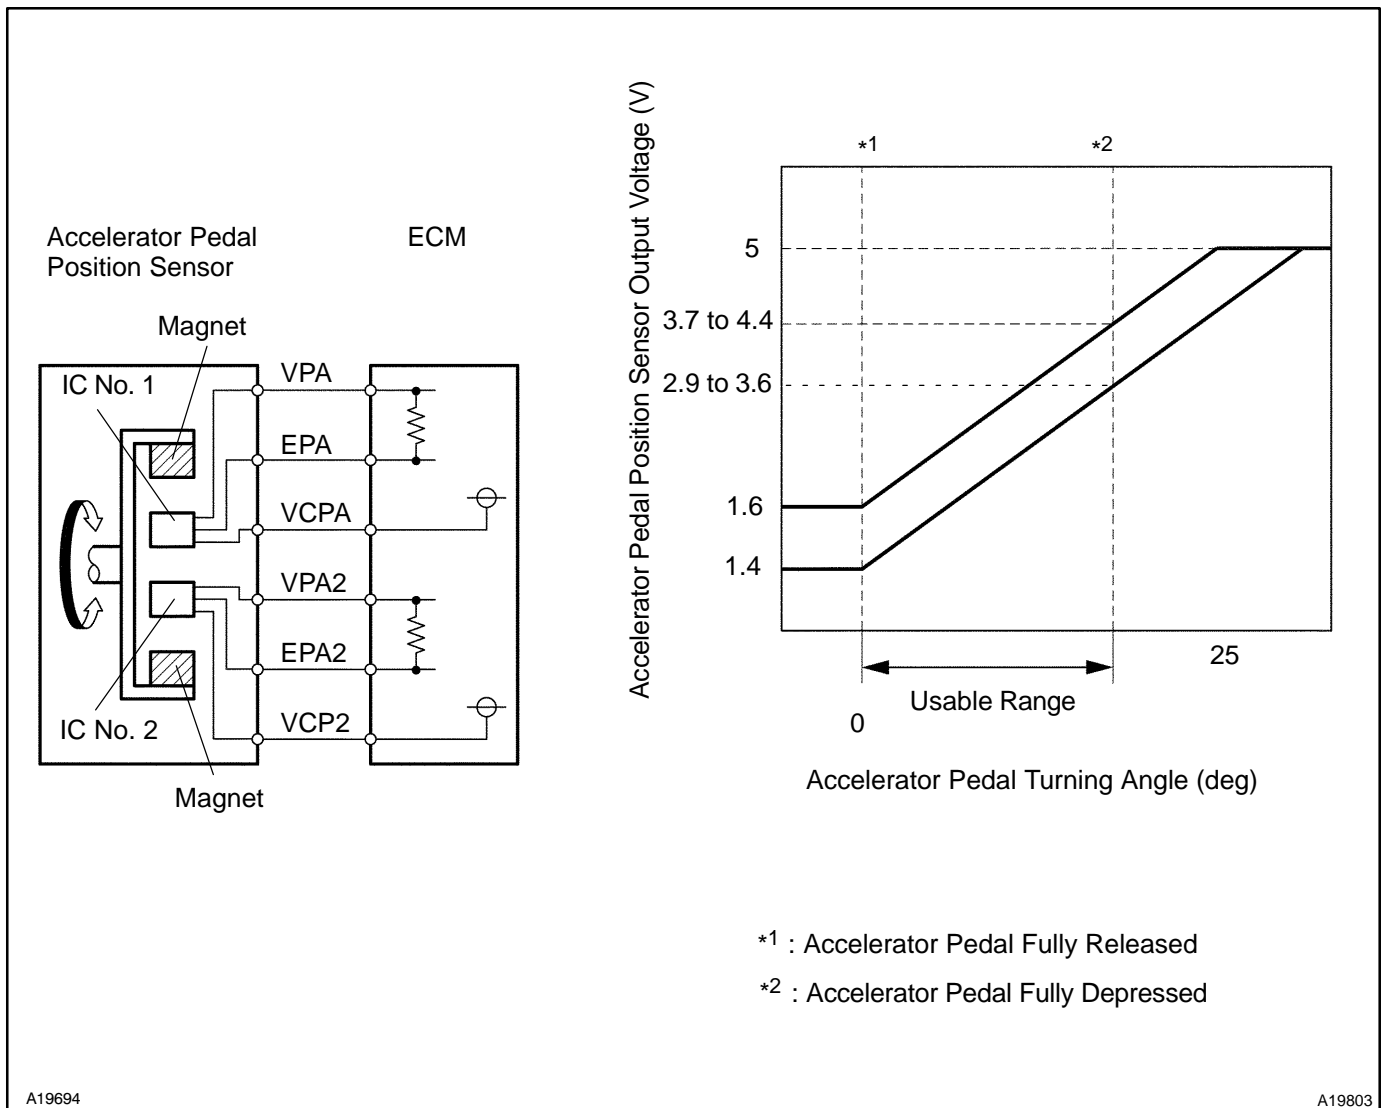 Accelerator Pedal
Position Sensor
ECM
Magnet
IC No. 1
VPA
EPA
VCPA
VPA2
EPA2
VCP2
IC No. 2
Magnet
Accelerator Pedal Position Sensor Output Voltage (V)
*1
*2
5
3.7 to 4.4
2.9 to 3.6
1.6
1.4
25
Usable Range
0
Accelerator Pedal Turning Angle (deg)
*1 : Accelerator Pedal Fully Released
*2 : Accelerator Pedal Fully Depressed
A19694
A19803